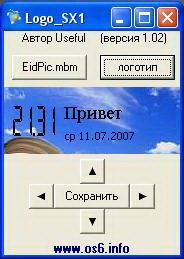 Logo_SX1
Автор Useful (версия 1.02)
EidPic.mbm логотип
21:31 Привет
ср 11.07.2007
Сохранить
www.os6.info